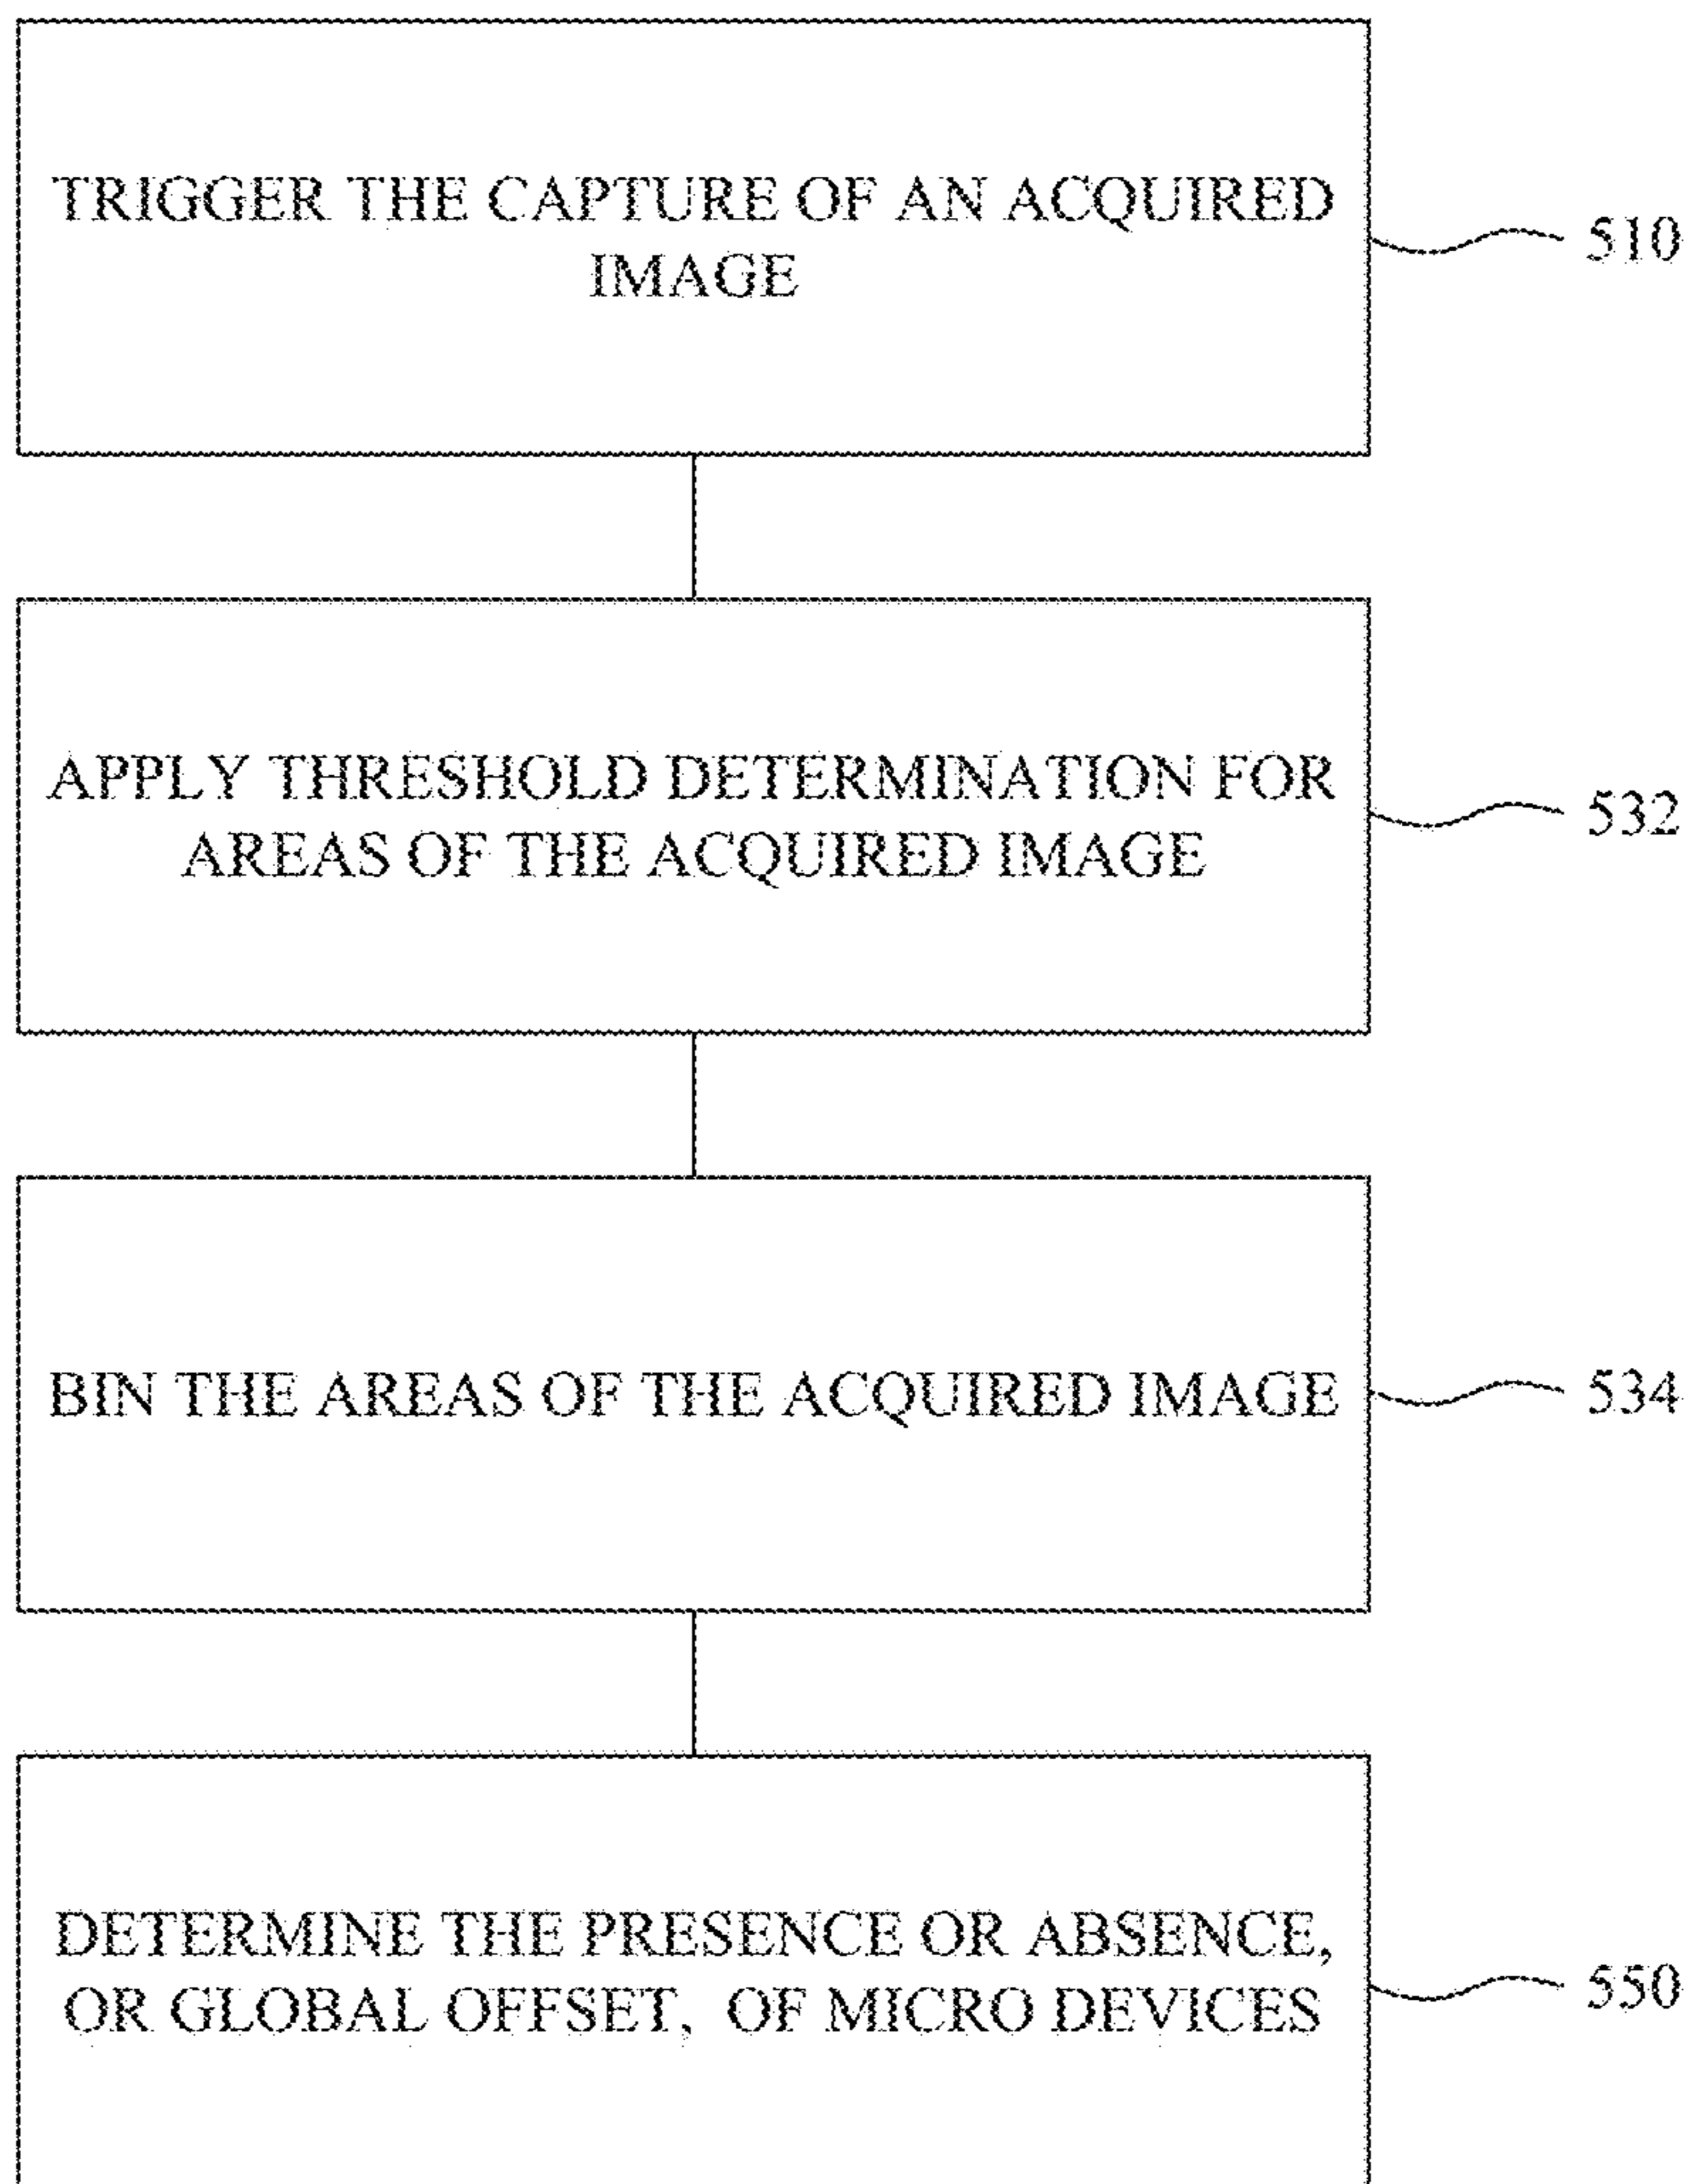 TRIGGER THE CAPTURE OF AN ACQUIRED
IMAGE
510
APPLY THRESHOLD DETERMINATION FOR
AREAS OF THE ACQUIRED IMAGE
532
BIN THE AREAS OF THE ACQUIRED IMAGE
534
DETERMINE THE PRESENCE OR ABSENCE,
OR GLOBAL OFFSET, OF MICRO DEVICES
550